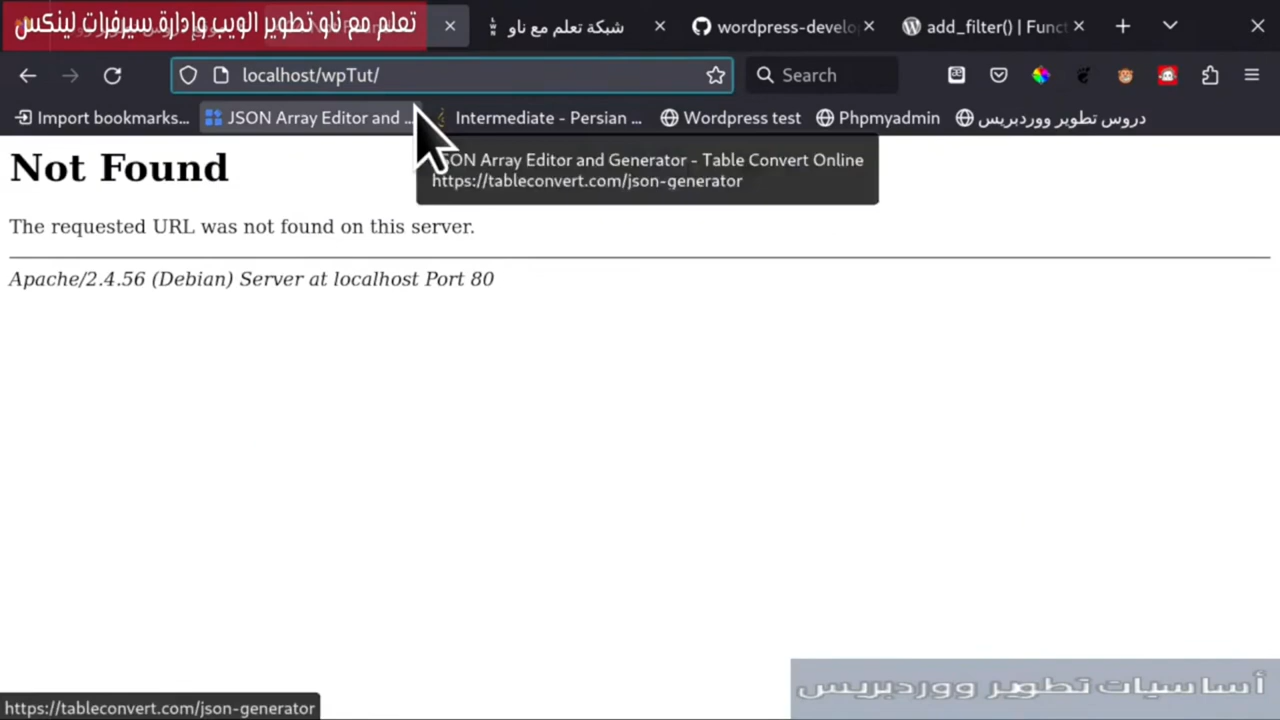 تعلم مع ناو تطوير الويب وإدارة سيرفرات لينكس
شبكة تعلم مع ناو
wordpress-develo
add_filter() | Funct
localhost/wpTut/
Search
Import bookmarks...
JSON Array Editor and ...
Intermediate - Persian ...
Wordpress test
Phpmyadmin
دروس تطوير ووردبريس
JSON Array Editor and Generator - Table Convert Online
https://tableconvert.com/json-generator
Not Found
The requested URL was not found on this server.
Apache/2.4.56 (Debian) Server at localhost Port 80
أساسيات تطوير ووردبريس
https://tableconvert.com/json-generator